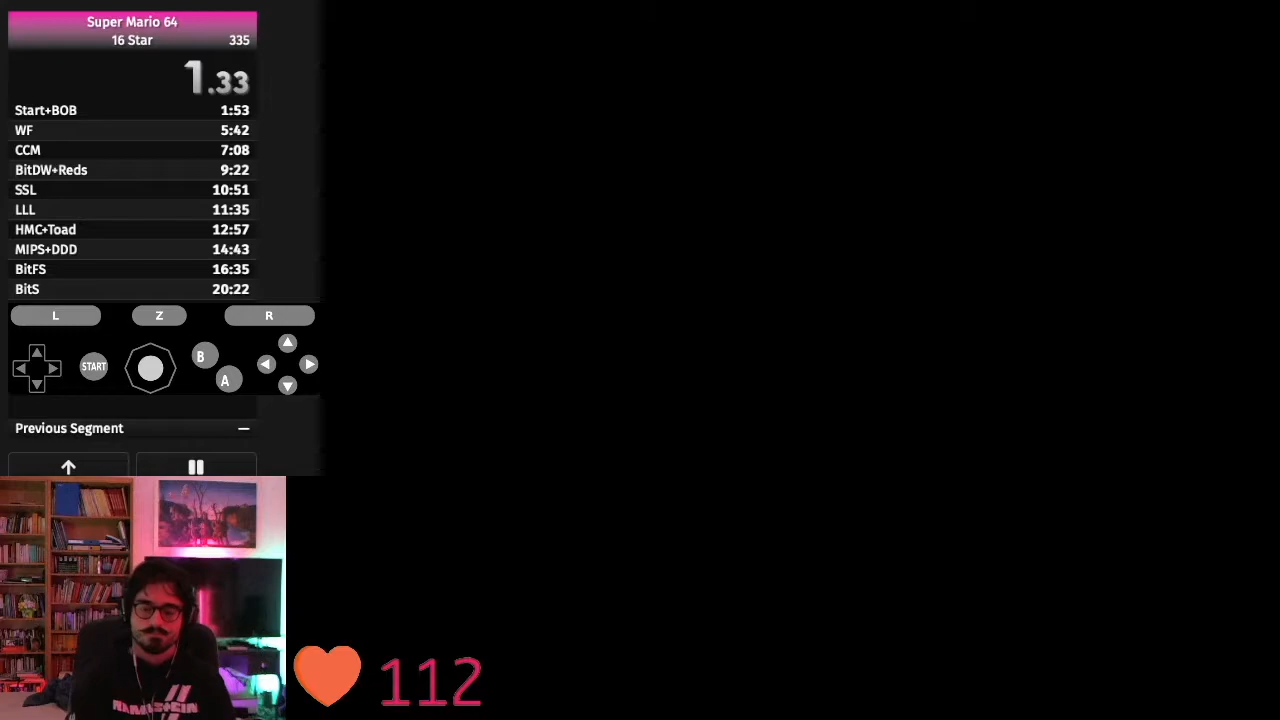 Super Mario 64
16 Star 335
1.33
Start+BOB 1:53
WF 5:42
CCM 7:08
BitDW+Reds 9:22
SSL 10:51
LLL 11:35
HMC+Toad 12:57
MIPS+DDD 14:43
BitFS 16:35
BitS 20:22
L Z R
START B A
Previous Segment —
RAMMSTEIN
112